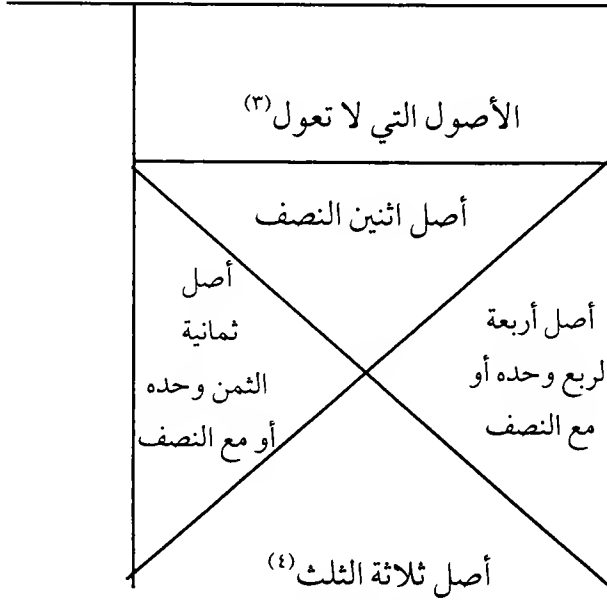 الأصول التي لا تعول(٣)
أصل اثنين النصف
أصل أربعة
لربع وحده أو
مع النصف
أصل
ثمانية
الثمن وحده
أو مع النصف
أصل ثلاثة الثلث(٤)